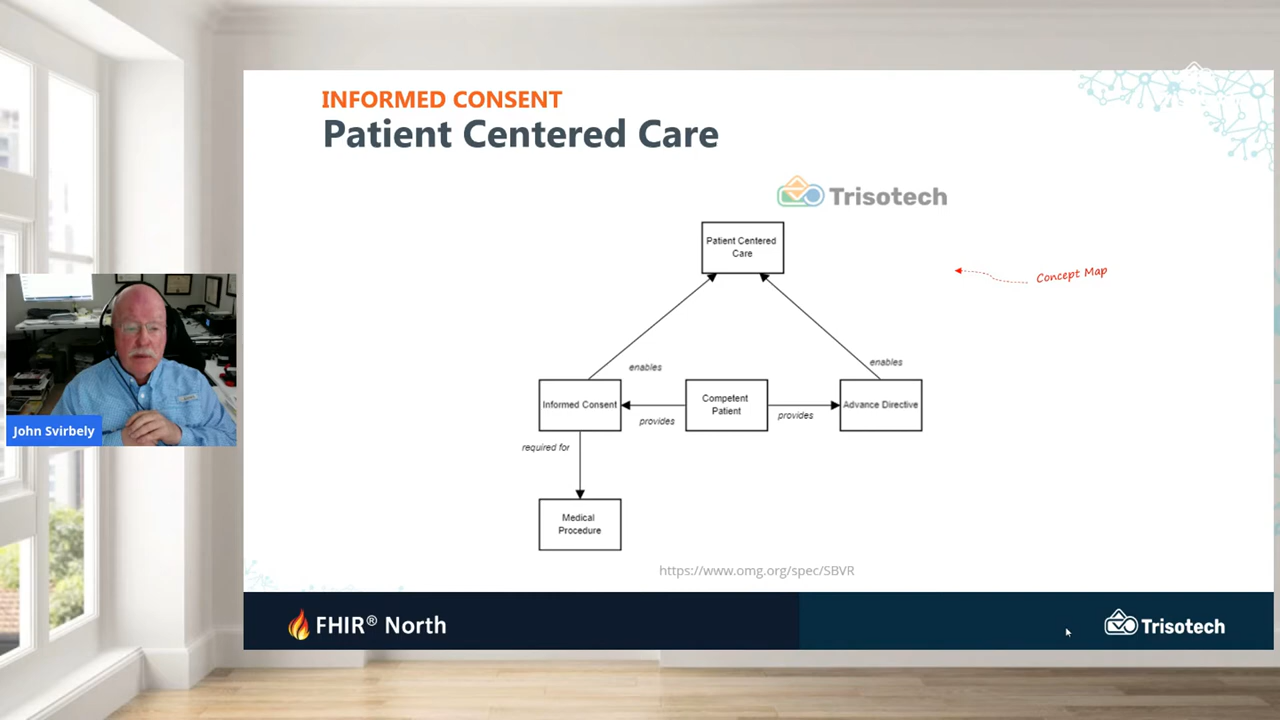 INFORMED CONSENT
Patient Centered Care
Trisotech
Patient Centered
Care
Concept Map
enables
enables
Informed Consent
Competent
Patient
Advance Directive
provides
provides
required for
John Svirbely
Medical
Procedure
https://www.omg.org/spec/SBVR
FHIR® North
Trisotech